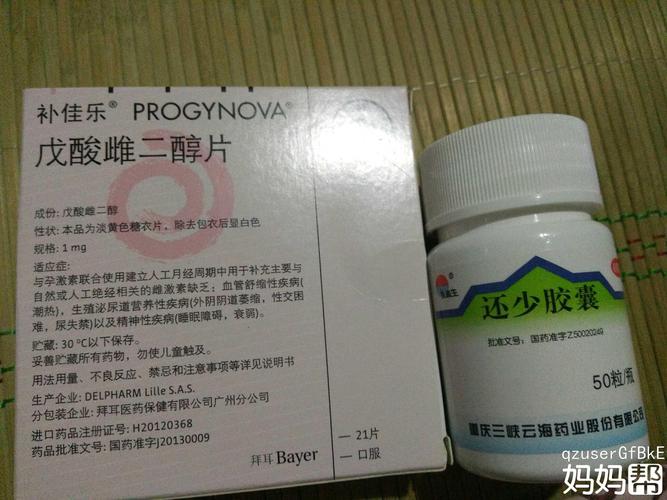 补佳乐® PROGYNOVA®
戊酸雌二醇片
成份: 戊酸雌二醇
性状: 本品为淡黄色糖衣片，除去包衣后显白色
规格: 1 mg
适应症:
与孕激素联合使用建立人工月经周期中用于补充主要与
自然或人工绝经相关的雌激素缺乏: 血管舒缩性疾病(
潮热)，生殖泌尿道营养性疾病(外阴阴道萎缩，性交困
难，尿失禁)以及精神性疾病(睡眠障碍，衰弱)。
贮藏: 30 °C以下保存。
妥善贮藏所有药物，勿使儿童触及。
用法用量、不良反应、禁忌和注意事项等详见说明书
生产企业: DELPHARM Lille S.A.S.
分包装企业: 拜耳医药保健有限公司广州分公司
进口药品注册证号: H20120368
药品批准文号: 国药准字J20130009
拜耳 Bayer
— 21片
— 口服
还少胶囊
批准文号: 国药准字Z50020249
50粒/瓶
重庆三峡云海药业股份有限公司
qzuserGfBkE
妈妈帮